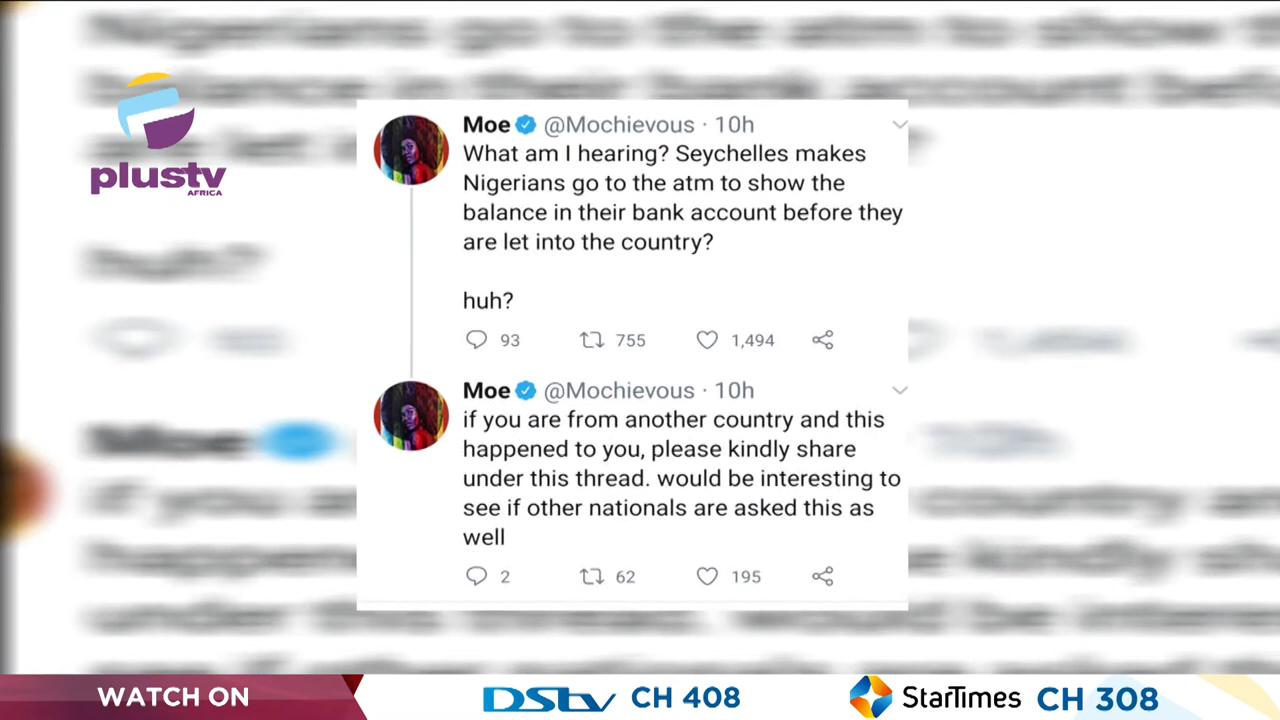 plustv
AFRICA
Moe @Mochievous · 10h
What am I hearing? Seychelles makes
Nigerians go to the atm to show the
balance in their bank account before they
are let into the country?
huh?
93 755 1,494
Moe @Mochievous · 10h
if you are from another country and this
happened to you, please kindly share
under this thread. would be interesting to
see if other nationals are asked this as
well
2 62 195
WATCH ON DStv CH 408 StarTimes CH 308